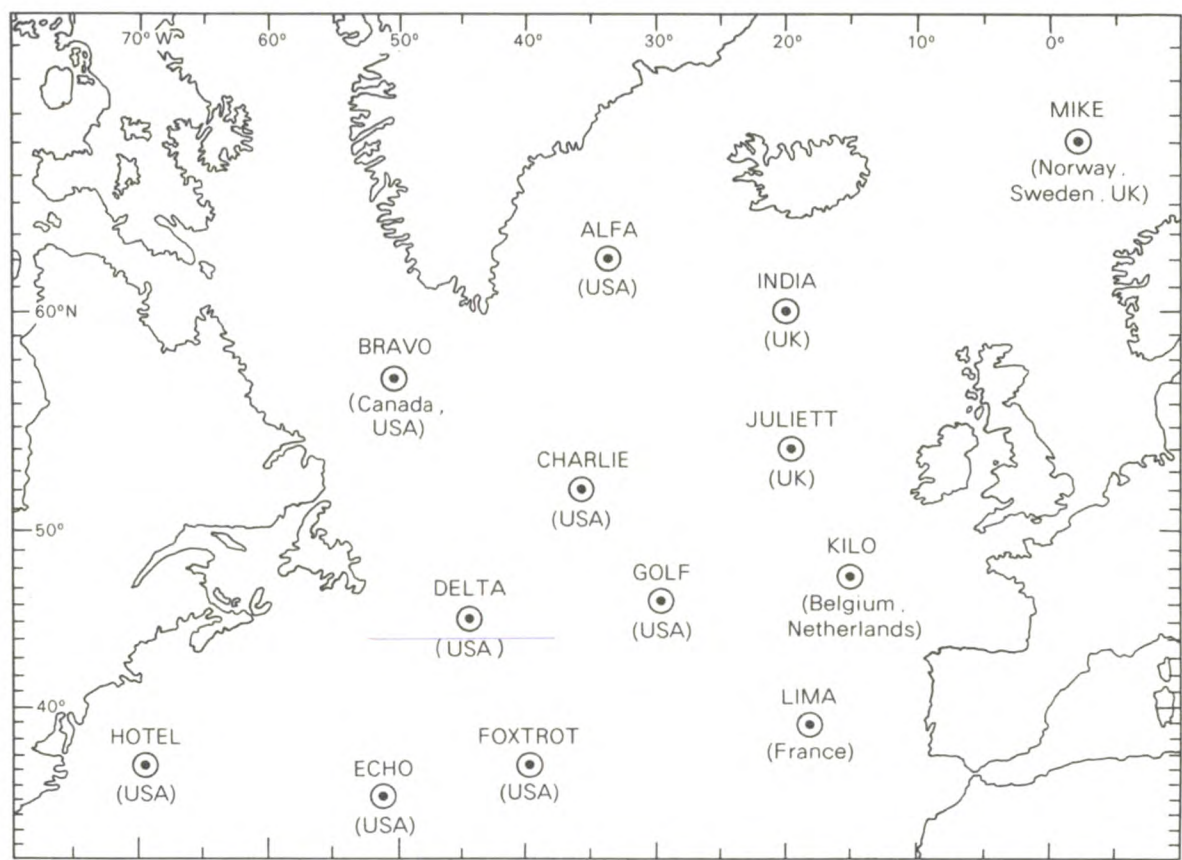 70° W
60°
50°
40°
30°
20°
10°
0°
MIKE
(Norway,
Sweden, UK)
ALFA
(USA)
INDIA
(UK)
60°N
BRAVO
(Canada,
USA)
JULIETT
(UK)
CHARLIE
(USA)
50°
KILO
(Belgium,
Netherlands)
GOLF
(USA)
DELTA
(USA)
40°
LIMA
(France)
HOTEL
(USA)
FOXTROT
(USA)
ECHO
(USA)